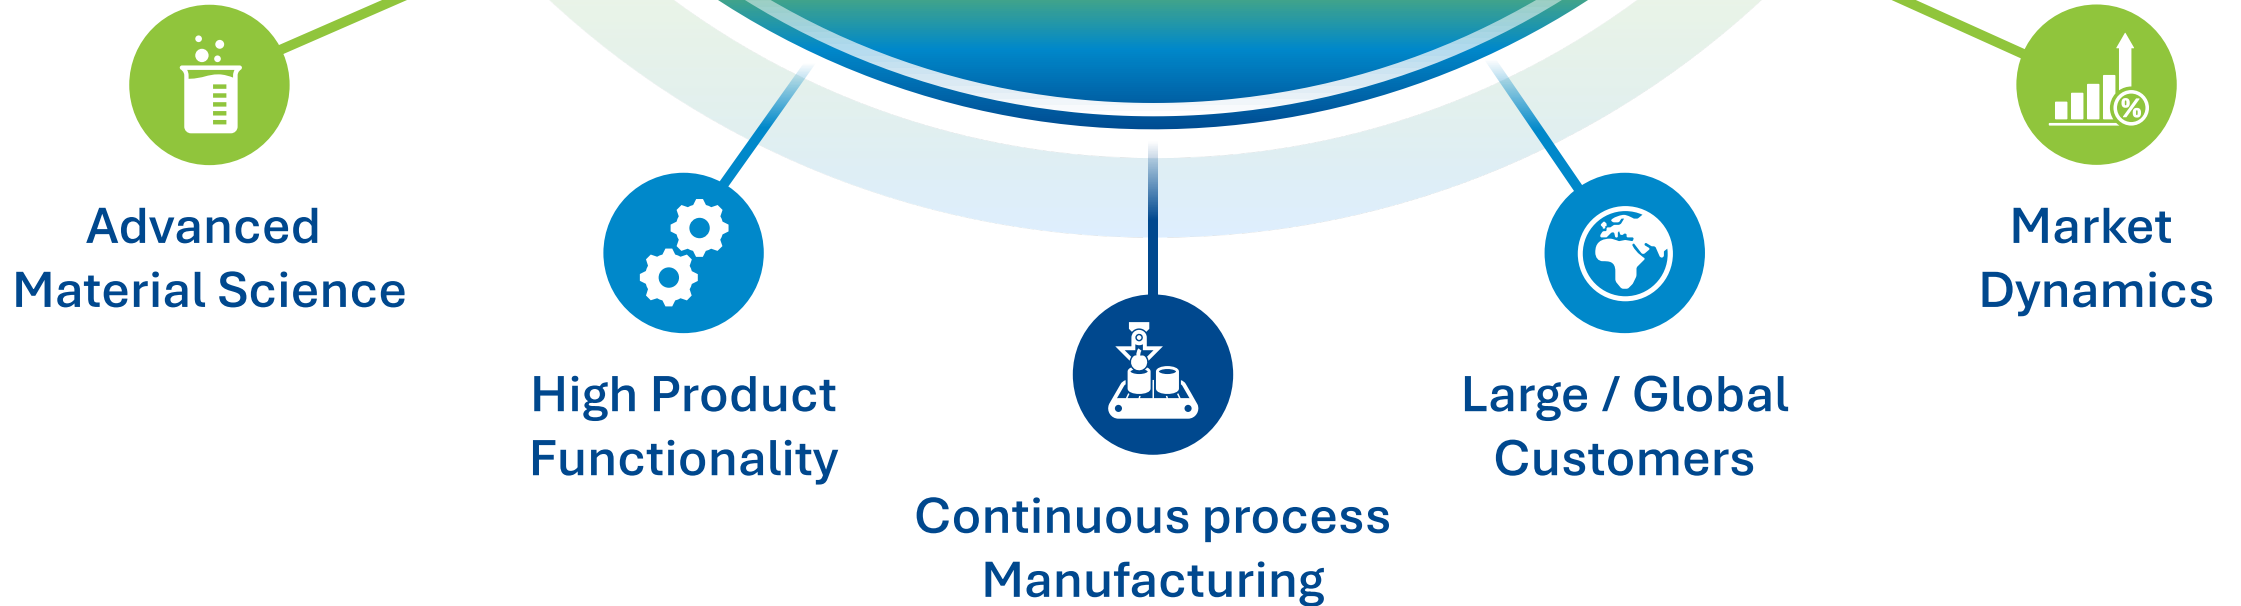 Advanced
Material Science
High Product
Functionality
Continuous process
Manufacturing
Large / Global
Customers
%
Market
Dynamics